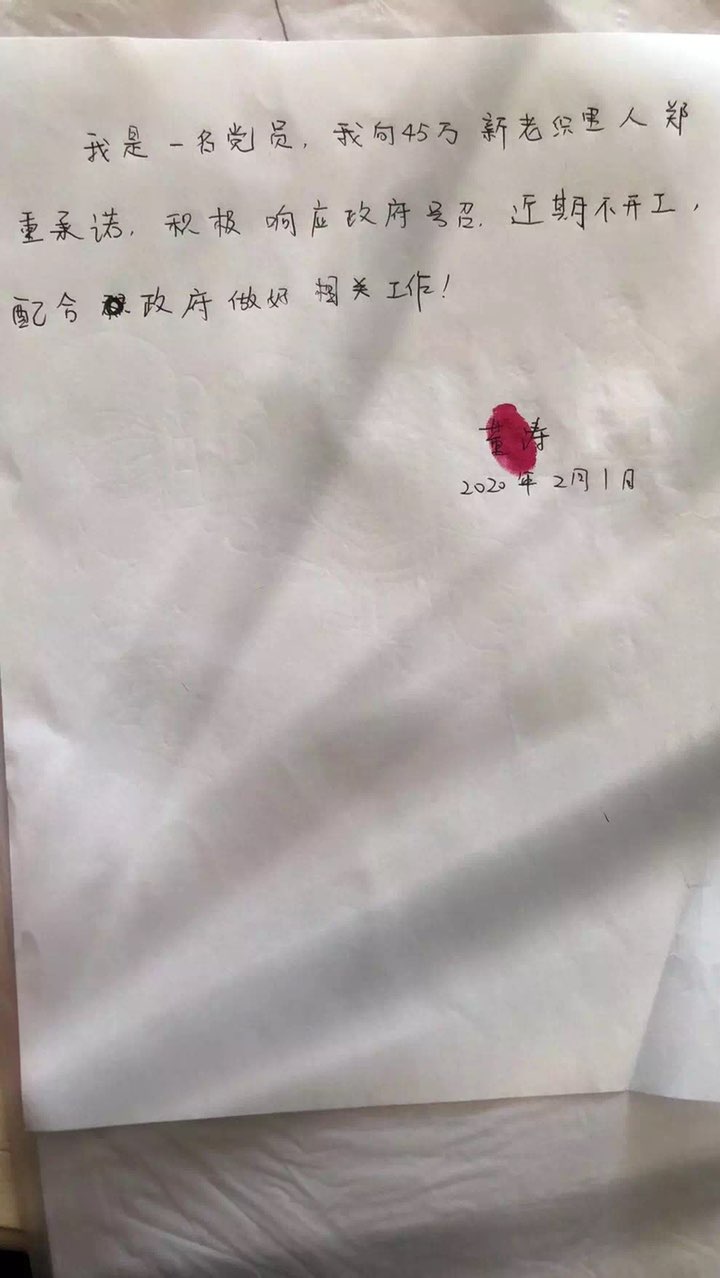 我是一名党员，我向45万新老织里人郑
重承诺，积极响应政府号召，近期不开工，
配合政府做好相关工作！
董涛
2020年2月1日